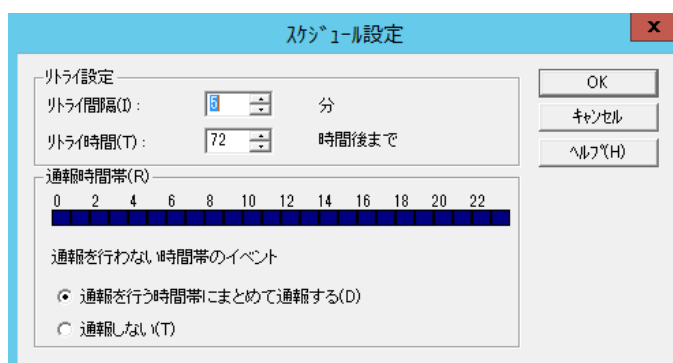 スケジュール設定
x
リトライ設定
リトライ間隔(I) : 5 分
リトライ時間(T) : 72 時間後まで
OK
キャンセル
ヘルプ(H)
通報時間帯(R)
0 2 4 6 8 10 12 14 16 18 20 22
通報を行わない時間帯のイベント
通報を行う時間帯にまとめて通報する(D)
通報しない(T)